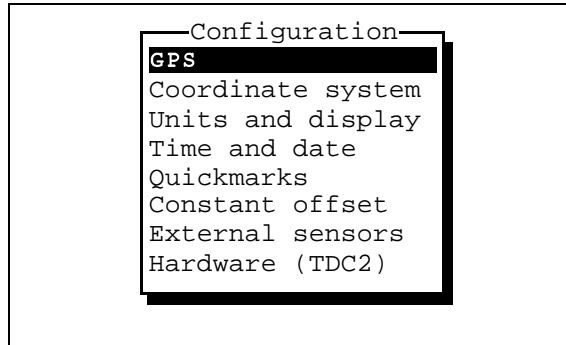 Configuration
GPS
Coordinate system
Units and display
Time and date
Quickmarks
Constant offset
External sensors
Hardware (TDC2)